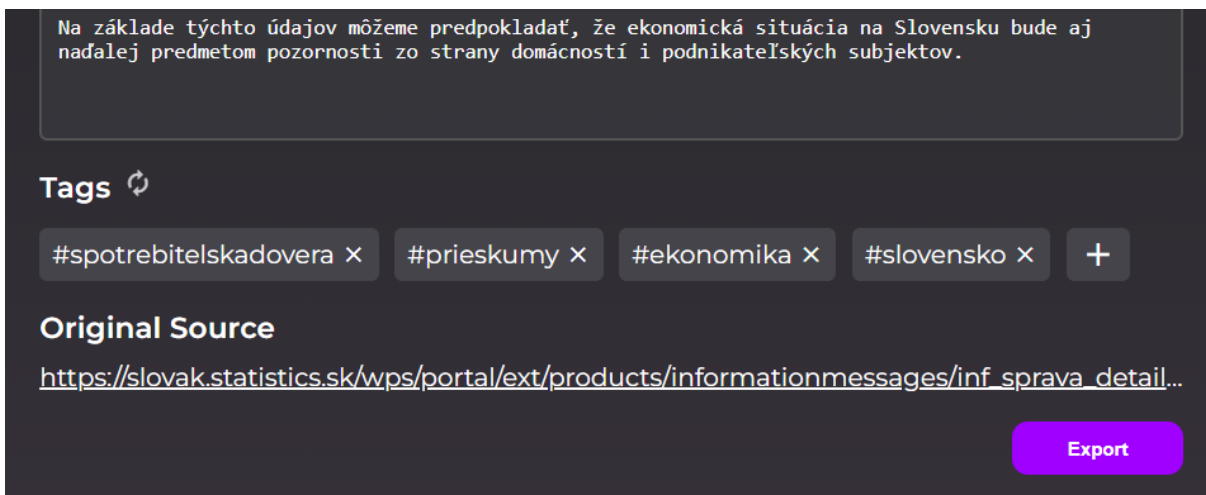 Na základe týchto údajov môžeme predpokladať, že ekonomická situácia na Slovensku bude aj
naďalej predmetom pozornosti zo strany domácností i podnikateľských subjektov.
Tags
#spotrebitelskadovera × #prieskumy × #ekonomika × #slovensko × +
Original Source
https://slovak.statistics.sk/wps/portal/ext/products/informationmessages/inf_sprava_detail...
Export